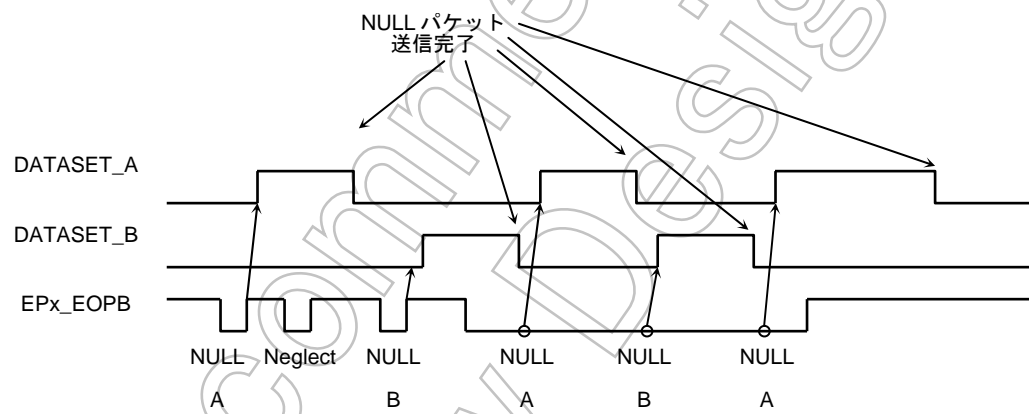 NULL パケット
送信完了
DATASET_A
DATASET_B
EPx_EOPB
NULL Neglect NULL NULL NULL NULL
A B A B A